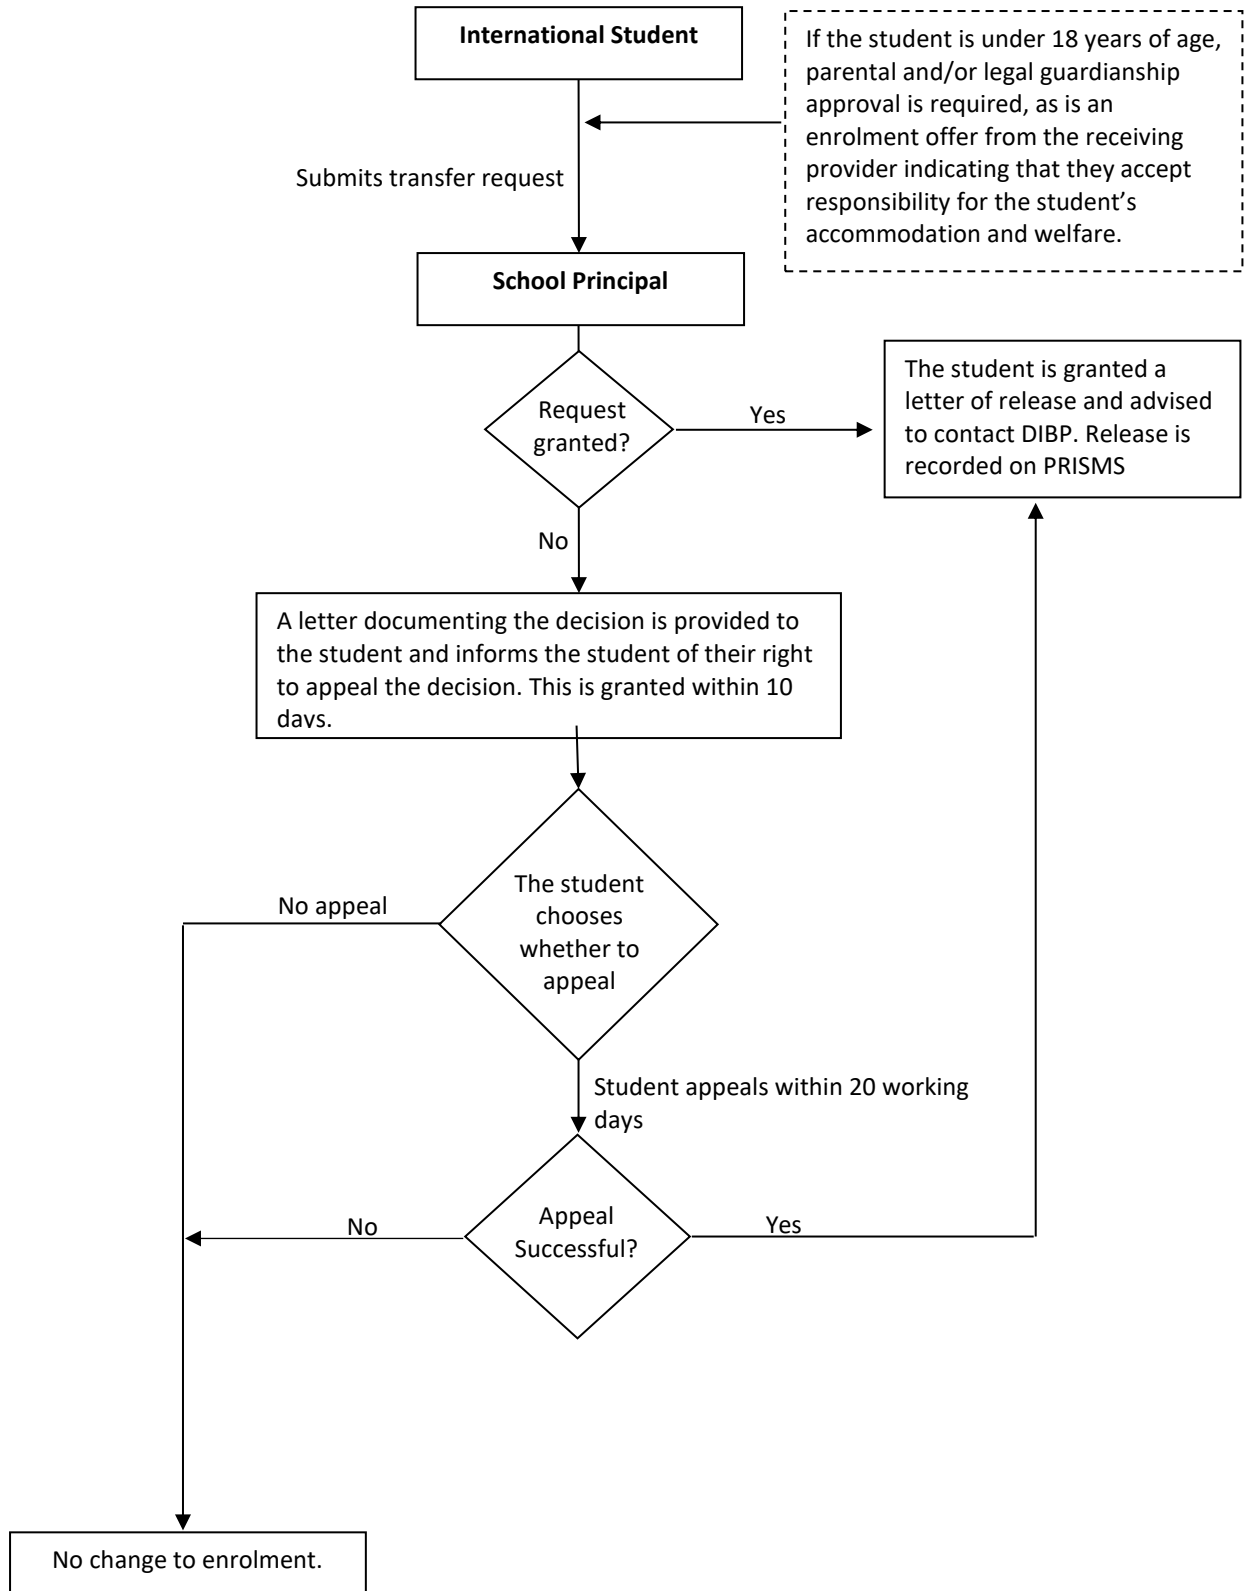 International Student
If the student is under 18 years of age,
parental and/or legal guardianship
approval is required, as is an
enrolment offer from the receiving
provider indicating that they accept
responsibility for the student’s
accommodation and welfare.
Submits transfer request
School Principal
Request
granted?
Yes
The student is granted a
letter of release and advised
to contact DIBP. Release is
recorded on PRISMS
No
A letter documenting the decision is provided to
the student and informs the student of their right
to appeal the decision. This is granted within 10
days.
The student
chooses
whether to
appeal
No appeal
Student appeals within 20 working
days
Appeal
Successful?
No
Yes
No change to enrolment.